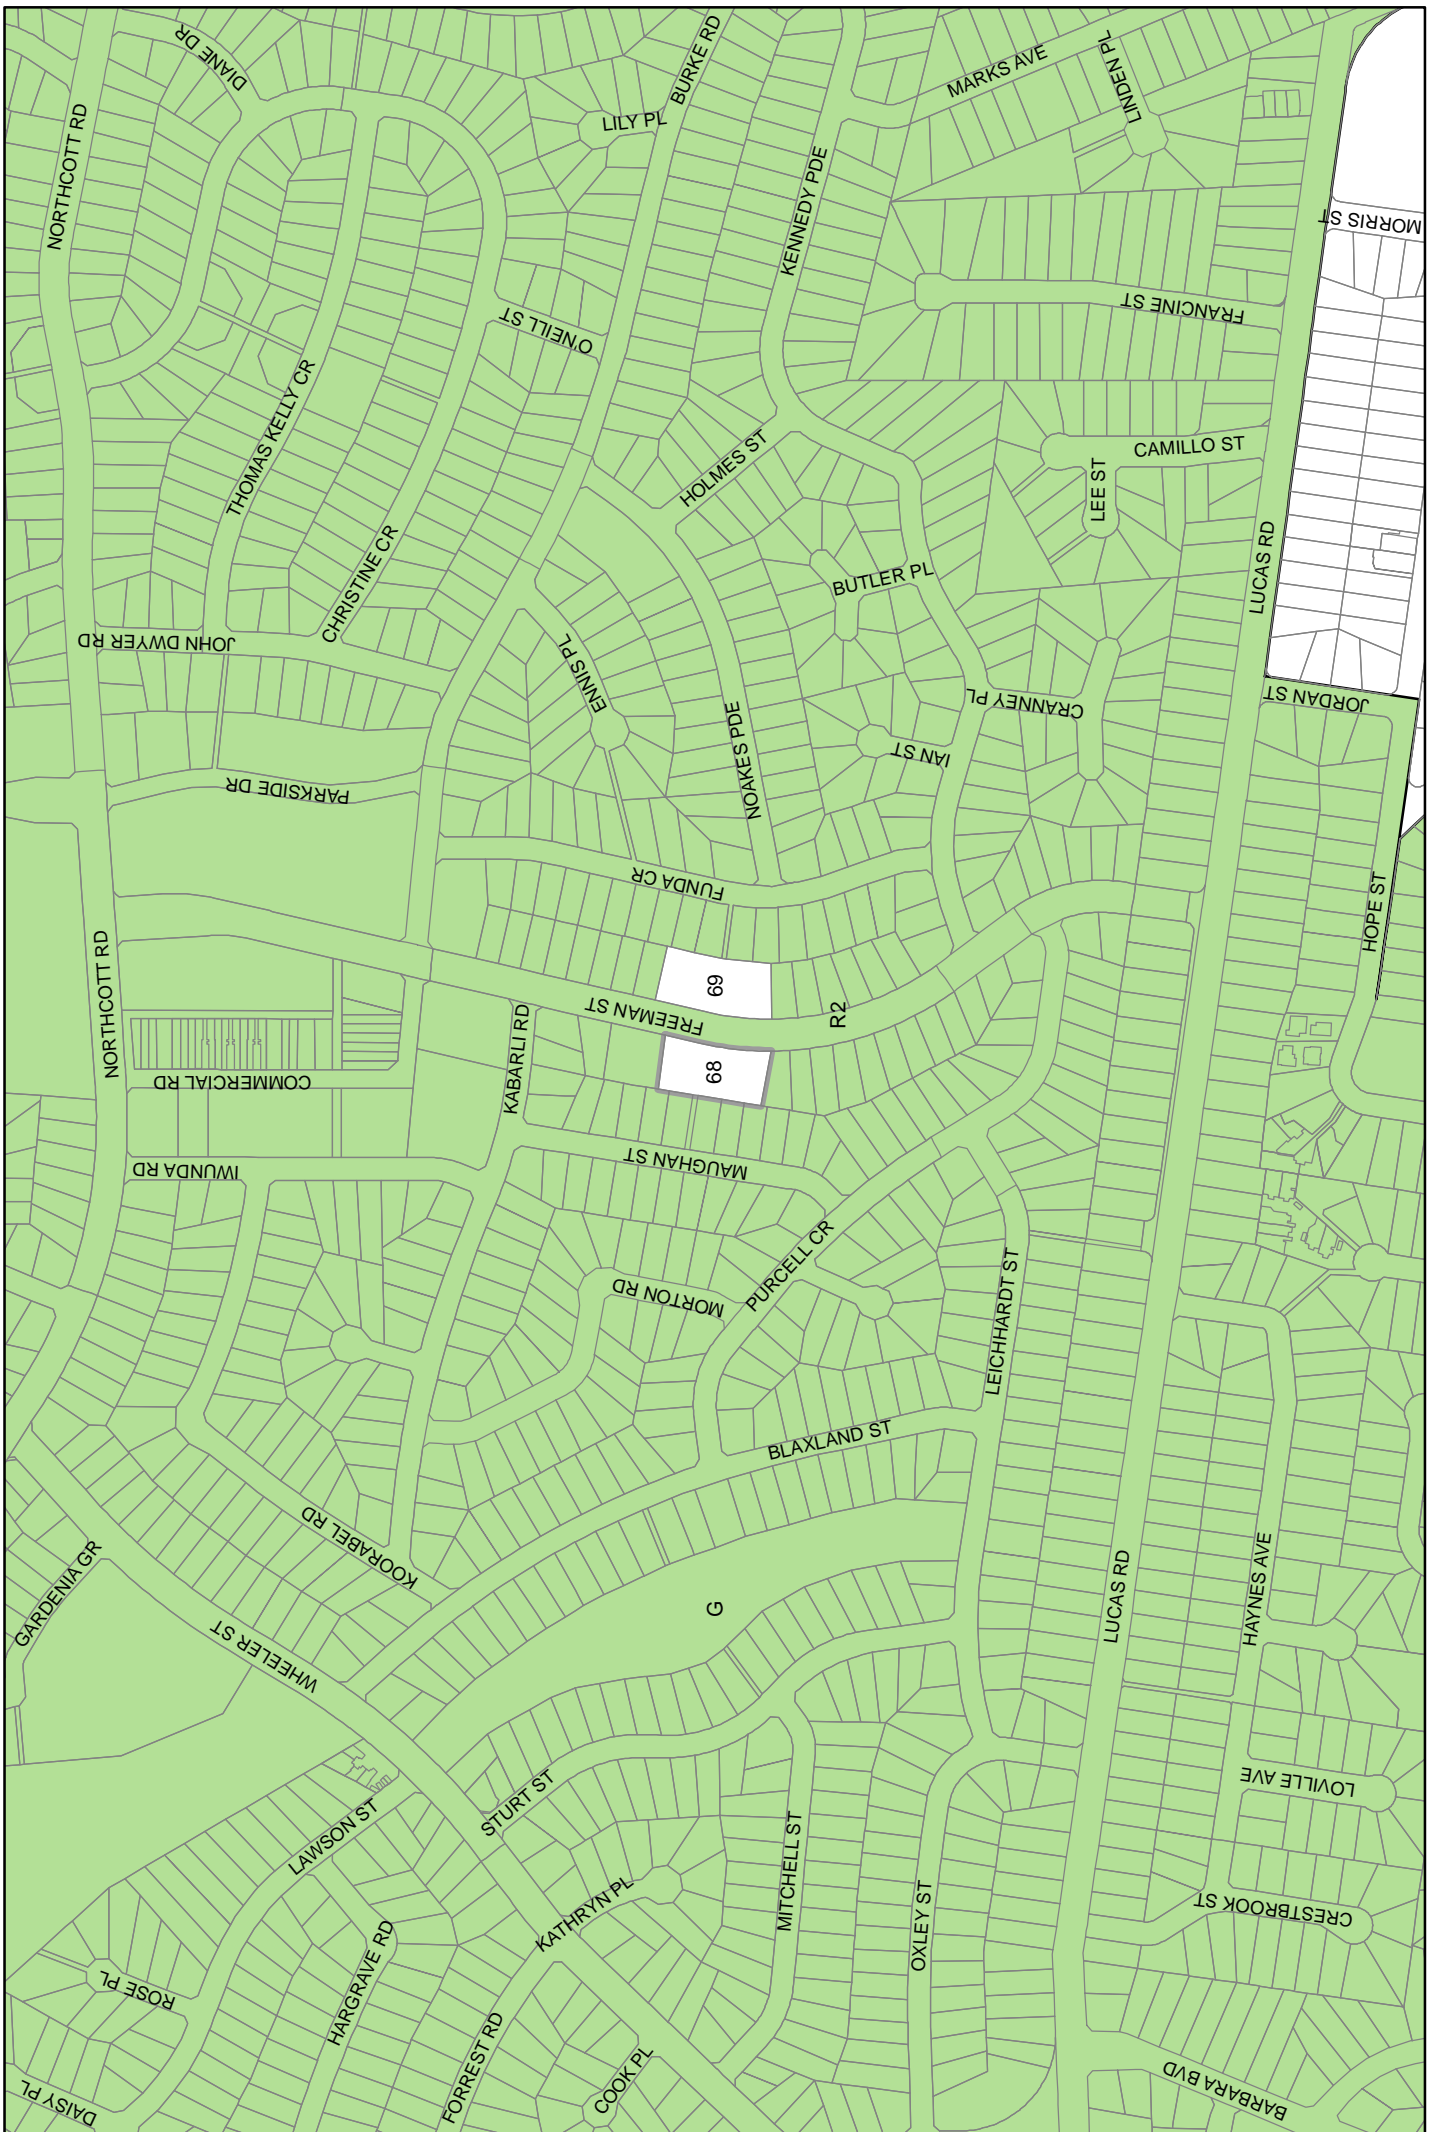 DIANE DR
BURKE RD
MARKS AVE
LINDEN PL
LILY PL
NORTHCOTT RD
KENNEDY PDE
MORRIS ST
FRANCINE ST
O'NEILL ST
THOMAS KELLY CR
HOLMES ST
CAMILLO ST
LEE ST
LUCAS RD
CHRISTINE CR
BUTLER PL
JOHN DWYER RD
ENNIS PL
CRANNEY PL
JORDAN ST
NOAKES PDE
IAN ST
PARKSIDE DR
FUNDA CR
HOPE ST
NORTHCOTT RD
69
FREEMAN ST
R2
KABARLI RD
68
COMMERCIAL RD
IWUNDA RD
MAUGHAN ST
PURCELL CR
MORTON RD
LEICHHARDT ST
BLAXLAND ST
KOORABEL RD
GARDENIA GR
G
LUCAS RD
HAYNES AVE
WHEELER ST
LOVILLE AVE
STURT ST
LAWSON ST
MITCHELL ST
KATHRYN PL
OXLEY ST
CRESTBROOK ST
HARGRAVE RD
ROSE PL
FORREST RD
COOK PL
BARBARA BVD
DAISY PL